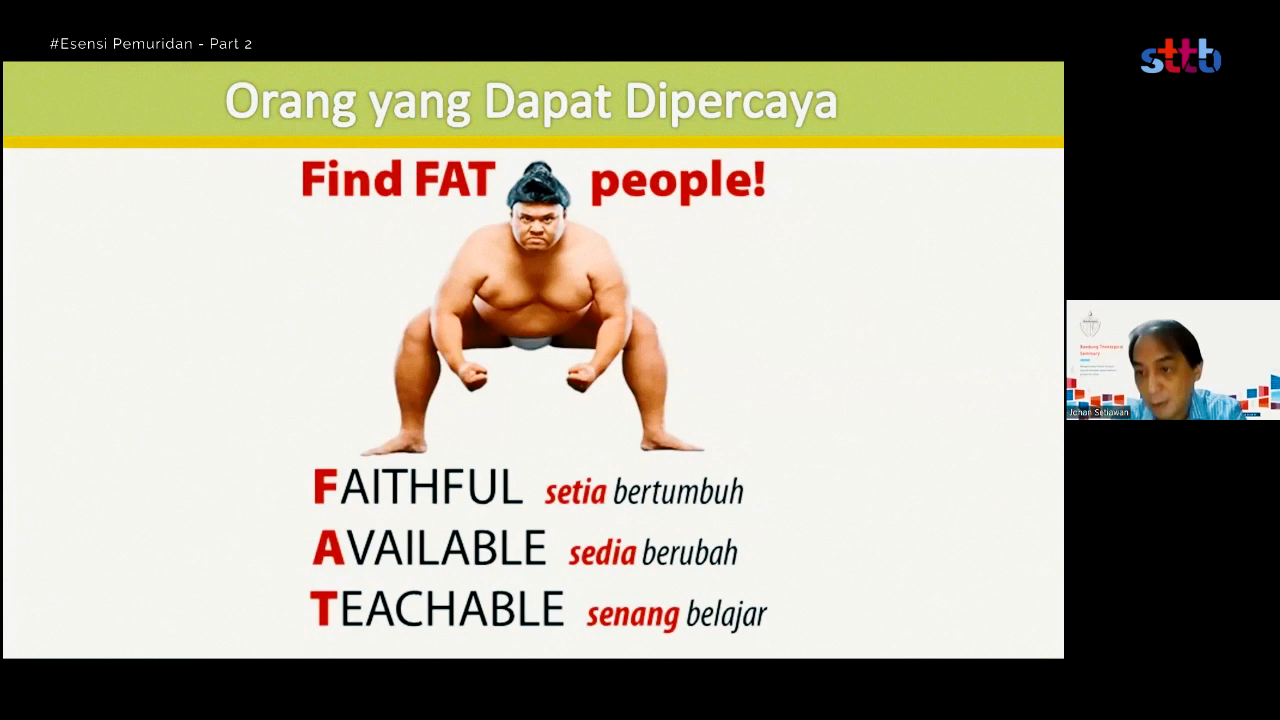 #Esensi Pemuridan - Part 2
sttb
Orang yang Dapat Dipercaya
Find FAT people!
FAITHFUL setia bertumbuh
AVAILABLE sedia berubah
TEACHABLE senang belajar
Bandung Theological
Seminary
Johan Setiawan